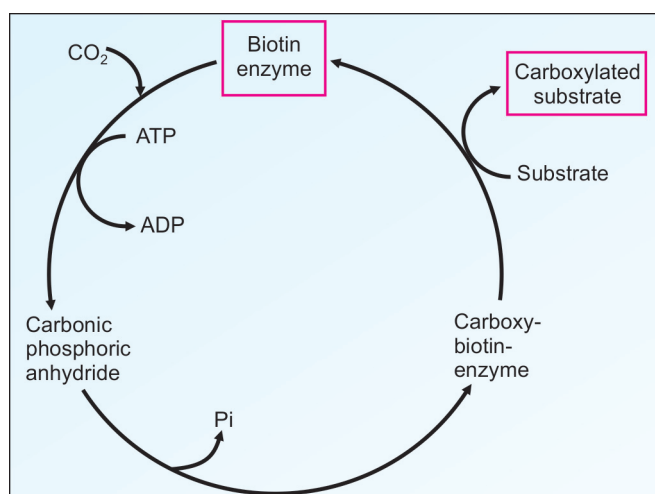 CO₂
Biotin
enzyme
Carboxylated
substrate
ATP
Substrate
ADP
Carbonic
phosphoric
anhydride
Carboxy-
biotin-
enzyme
Pi